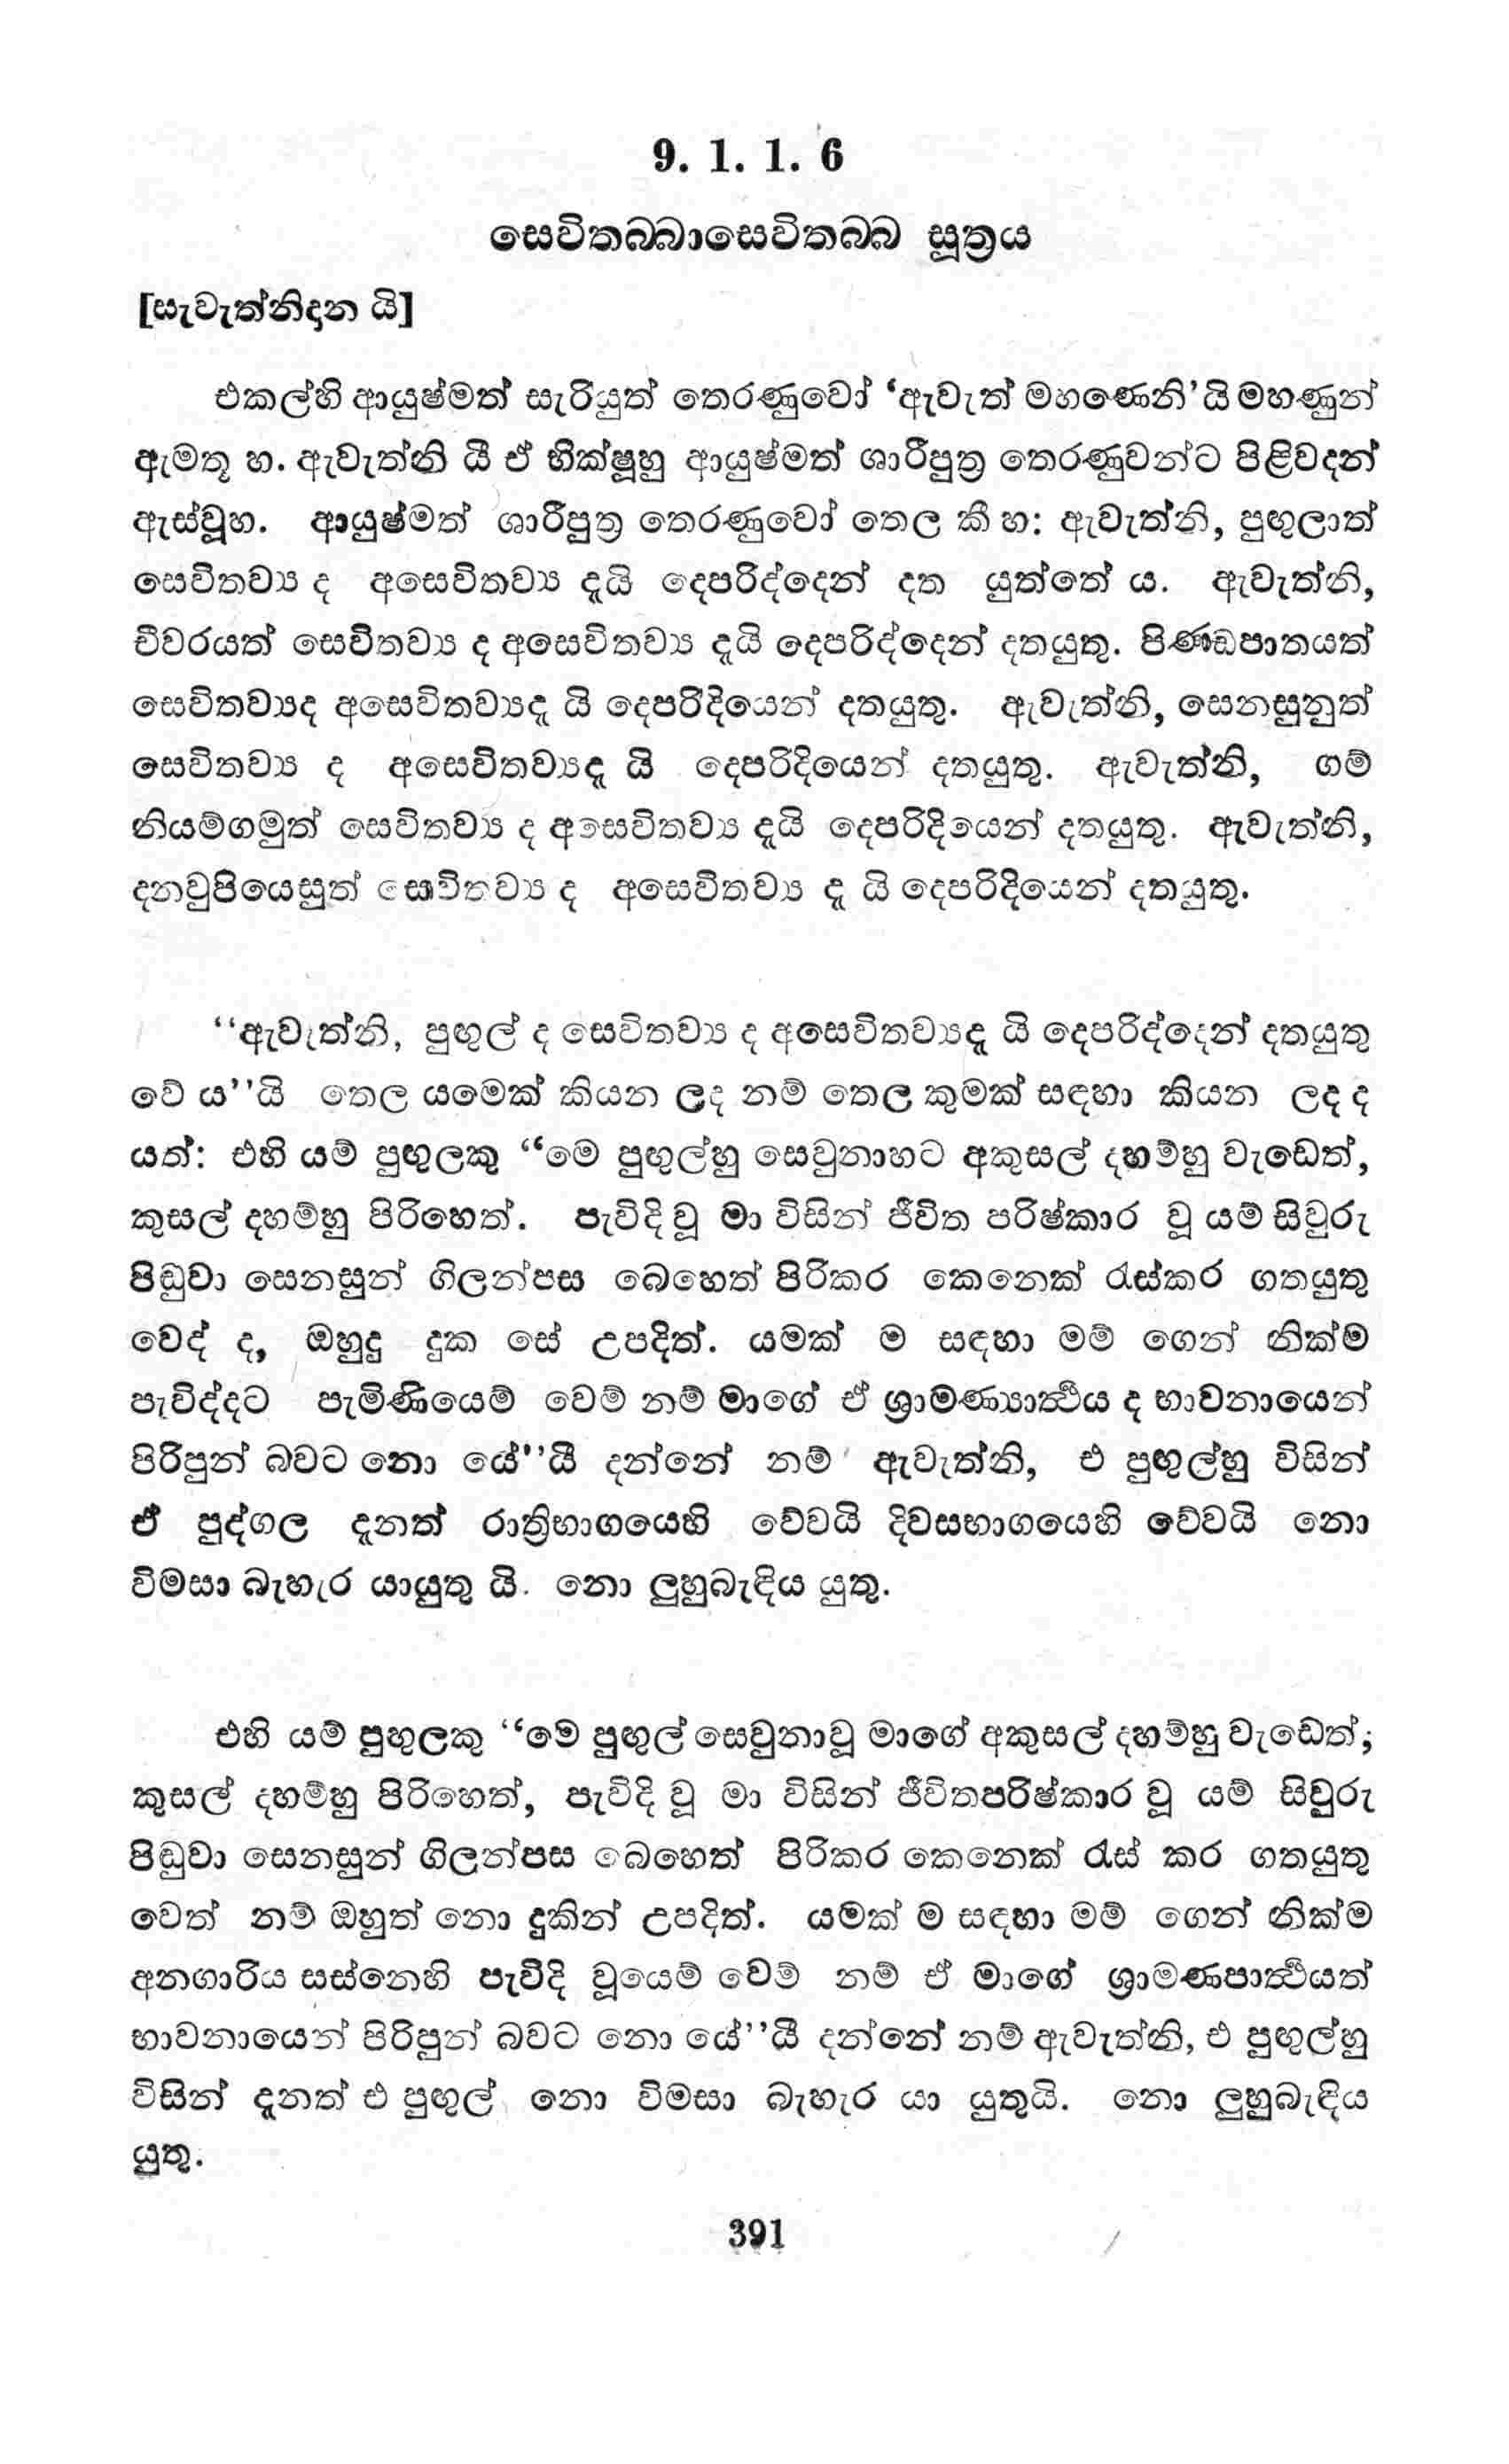 9. 1. 1. 6
සෙවිතබ්බාසෙවිතබ්බ සූත්‍රය
[සැවැත්නිදාන යි]
එකල්හි ආයුෂ්මත් සැරියුත් තෙරණුවෝ ‘ඇවැත් මහණෙනි’යි මහණුන්
ඇමතූ හ. ඇවැත්නි යී ඒ භික්ෂූහු ආයුෂ්මත් ශාරීපුත්‍ර තෙරණුවන්ට පිළිවදන්
ඇස්වූහ. ආයුෂ්මත් ශාරීපුත්‍ර තෙරණුවෝ තෙල කී හ: ඇවැත්නි, පුඟුලාත්
සෙවිතව්‍ය ද අසෙවිතව්‍ය දැයි දෙපරිද්දෙන් දත යුත්තේ ය. ඇවැත්නි,
චීවරයත් සෙවිතව්‍ය ද අසෙවිතව්‍ය දැයි දෙපරිද්දෙන් දතයුතු. පිණ්ඩපාතයත්
සෙවිතව්‍යද අසෙවිතව්‍යදැ යි දෙපරිදියෙන් දතයුතු. ඇවැත්නි, සෙනසුනුත්
සෙවිතව්‍ය ද අසෙවිතව්‍යදැ යි දෙපරිදියෙන් දතයුතු. ඇවැත්නි, ගම්
නියම්ගමුත් සෙවිතව්‍ය ද අසෙවිතව්‍ය දැයි දෙපරිදියෙන් දතයුතු. ඇවැත්නි,
දනවුපියෙසුත් සෙවිතව්‍ය ද අසෙවිතව්‍ය දැ යි දෙපරිදියෙන් දතයුතු.
“ඇවැත්නි, පුඟුල් ද සෙවිතව්‍ය ද අසෙවිතව්‍යදැ යි දෙපරිද්දෙන් දතයුතු
වේ ය”යි තෙල යමෙක් කියන ලද නම් තෙල කුමක් සඳහා කියන ලද ද
යත්: එහි යම් පුඟුලකු “මෙ පුඟුල්හු සෙවුනාහට අකුසල් දහම්හු වැඩෙත්,
කුසල් දහම්හු පිරිහෙත්. පැවිදි වූ මා විසින් ජීවිත පරිෂ්කාර වූ යම් සිවුරු
පිඬුවා සෙනසුන් ගිලන්පස බෙහෙත් පිරිකර කෙනෙක් රැස්කර ගතයුතු
වෙද් ද, ඔහුදු දුක සේ උපදිත්. යමක් ම සඳහා මම් ගෙන් නික්ම
පැවිද්දට පැමිණියෙම් වෙම් නම් මාගේ ඒ ශ්‍රාමණ්‍යාර්ථය ද භාවනායෙන්
පිරිපුන් බවට නො යේ”යී දන්නේ නම් ඇවැත්නි, එ පුඟුල්හු විසින්
ඒ පුද්ගල දැනත් රාත්‍රිභාගයෙහි වේවයි දිවසභාගයෙහි වේවයි නො
විමසා බැහැර යායුතු යි. නො ලුහුබැඳිය යුතු.
එහි යම් පුහුලකු “මෙ පුඟුල් සෙවුනාවූ මාගේ අකුසල් දහම්හු වැඩෙත්;
කුසල් දහම්හු පිරිහෙත්, පැවිදි වූ මා විසින් ජීවිතපරිෂ්කාර වූ යම් සිවුරු
පිඬුවා සෙනසුන් ගිලන්පස බෙහෙත් පිරිකර කෙනෙක් රැස් කර ගතයුතු
වෙත් නම් ඔහුත් නො දුකින් උපදිත්. යමක් ම සඳහා මම් ගෙන් නික්ම
අනගාරිය සස්නෙහි පැවිදි වූයෙම් වෙම් නම් ඒ මාගේ ශ්‍රාමණපාර්ථයත්
භාවනායෙන් පිරිපුන් බවට නො යේ”යී දන්නේ නම් ඇවැත්නි, එ පුඟුල්හු
විසින් දැනත් එ පුඟුල් නො විමසා බැහැර යා යුතුයි. නො ලුහුබැඳිය
යුතු.
391